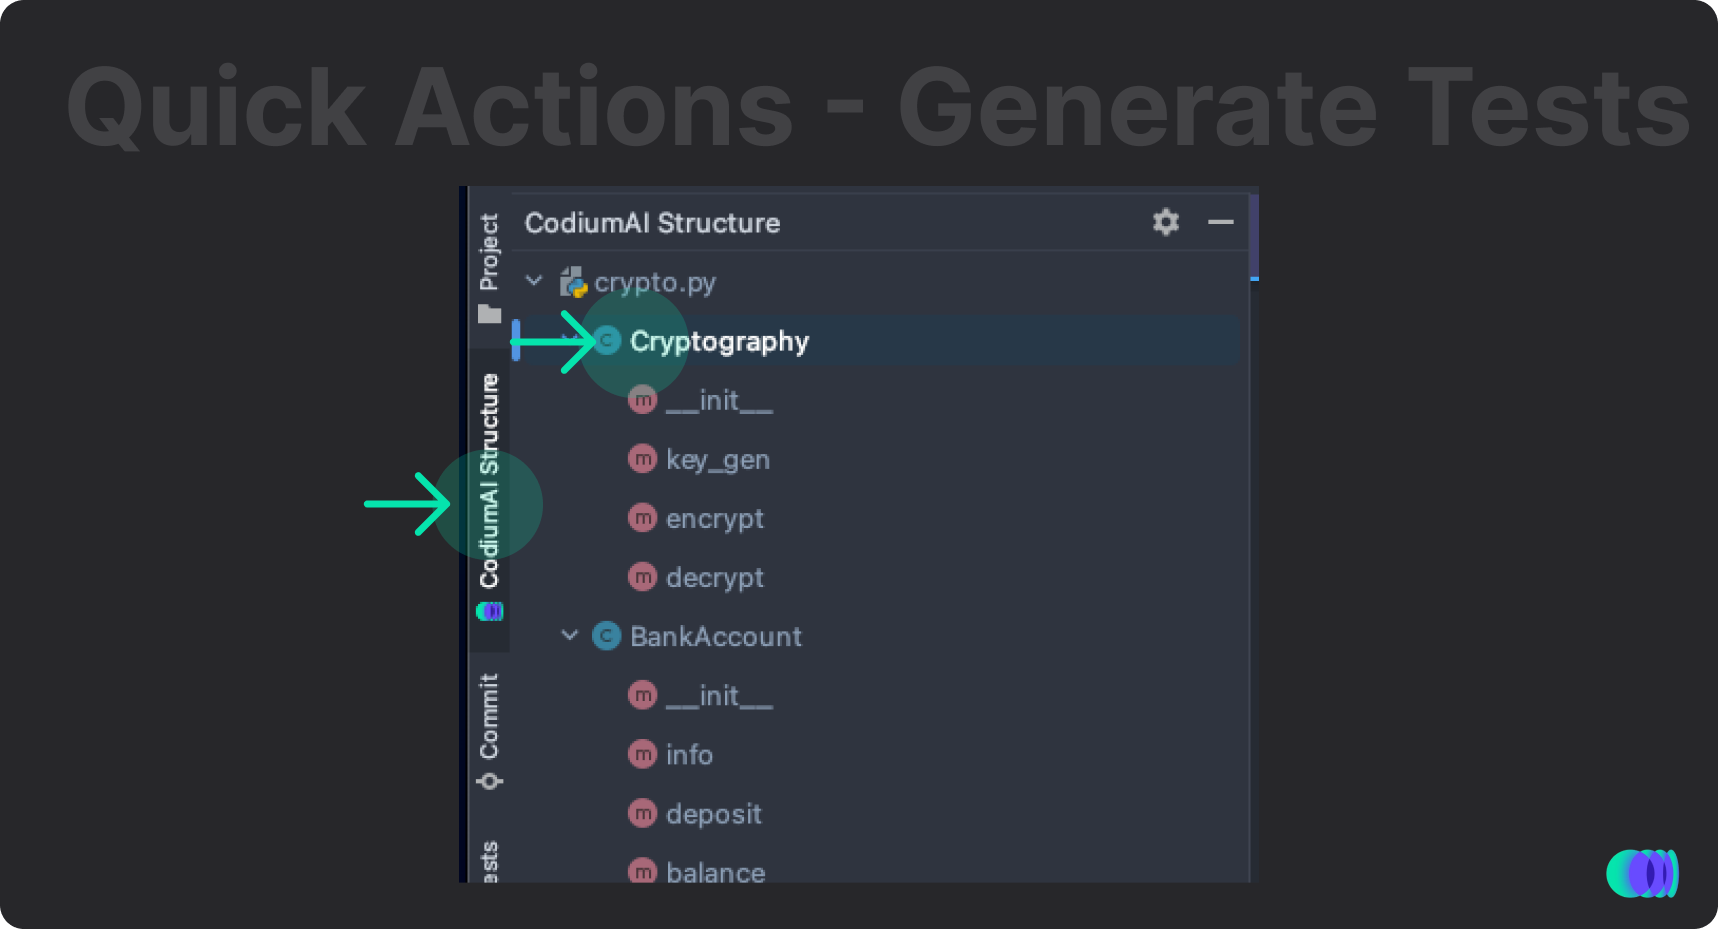 Quick Actions - Generate Tests
Project
CodiumAI Structure
Commit
CodiumAI Structure
crypto.py
C Cryptography
m __init__
m key_gen
m encrypt
m decrypt
C BankAccount
m __init__
m info
m deposit
m balance